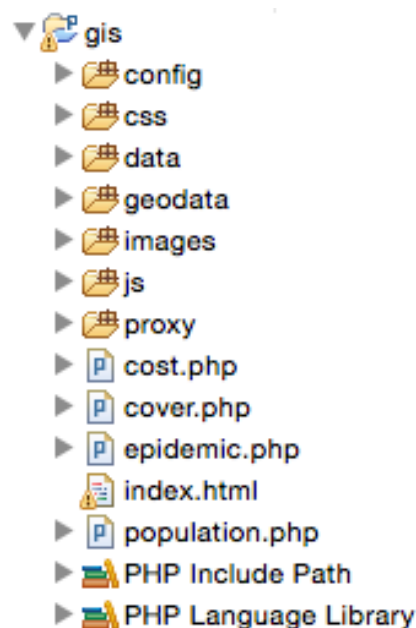 gis
config
css
data
geodata
images
js
proxy
cost.php
cover.php
epidemic.php
index.html
population.php
PHP Include Path
PHP Language Library